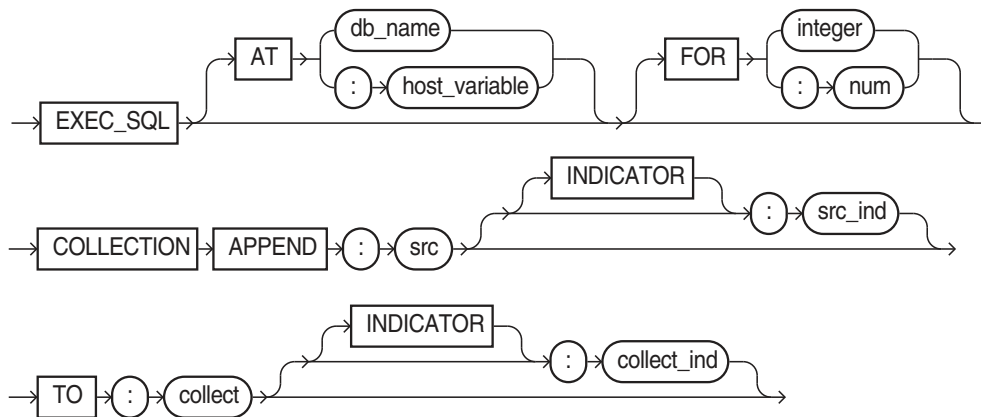 AT db_name FOR integer
: host_variable : num
EXEC_SQL
INDICATOR
: src_ind
COLLECTION APPEND : src
INDICATOR
: collect_ind
TO : collect